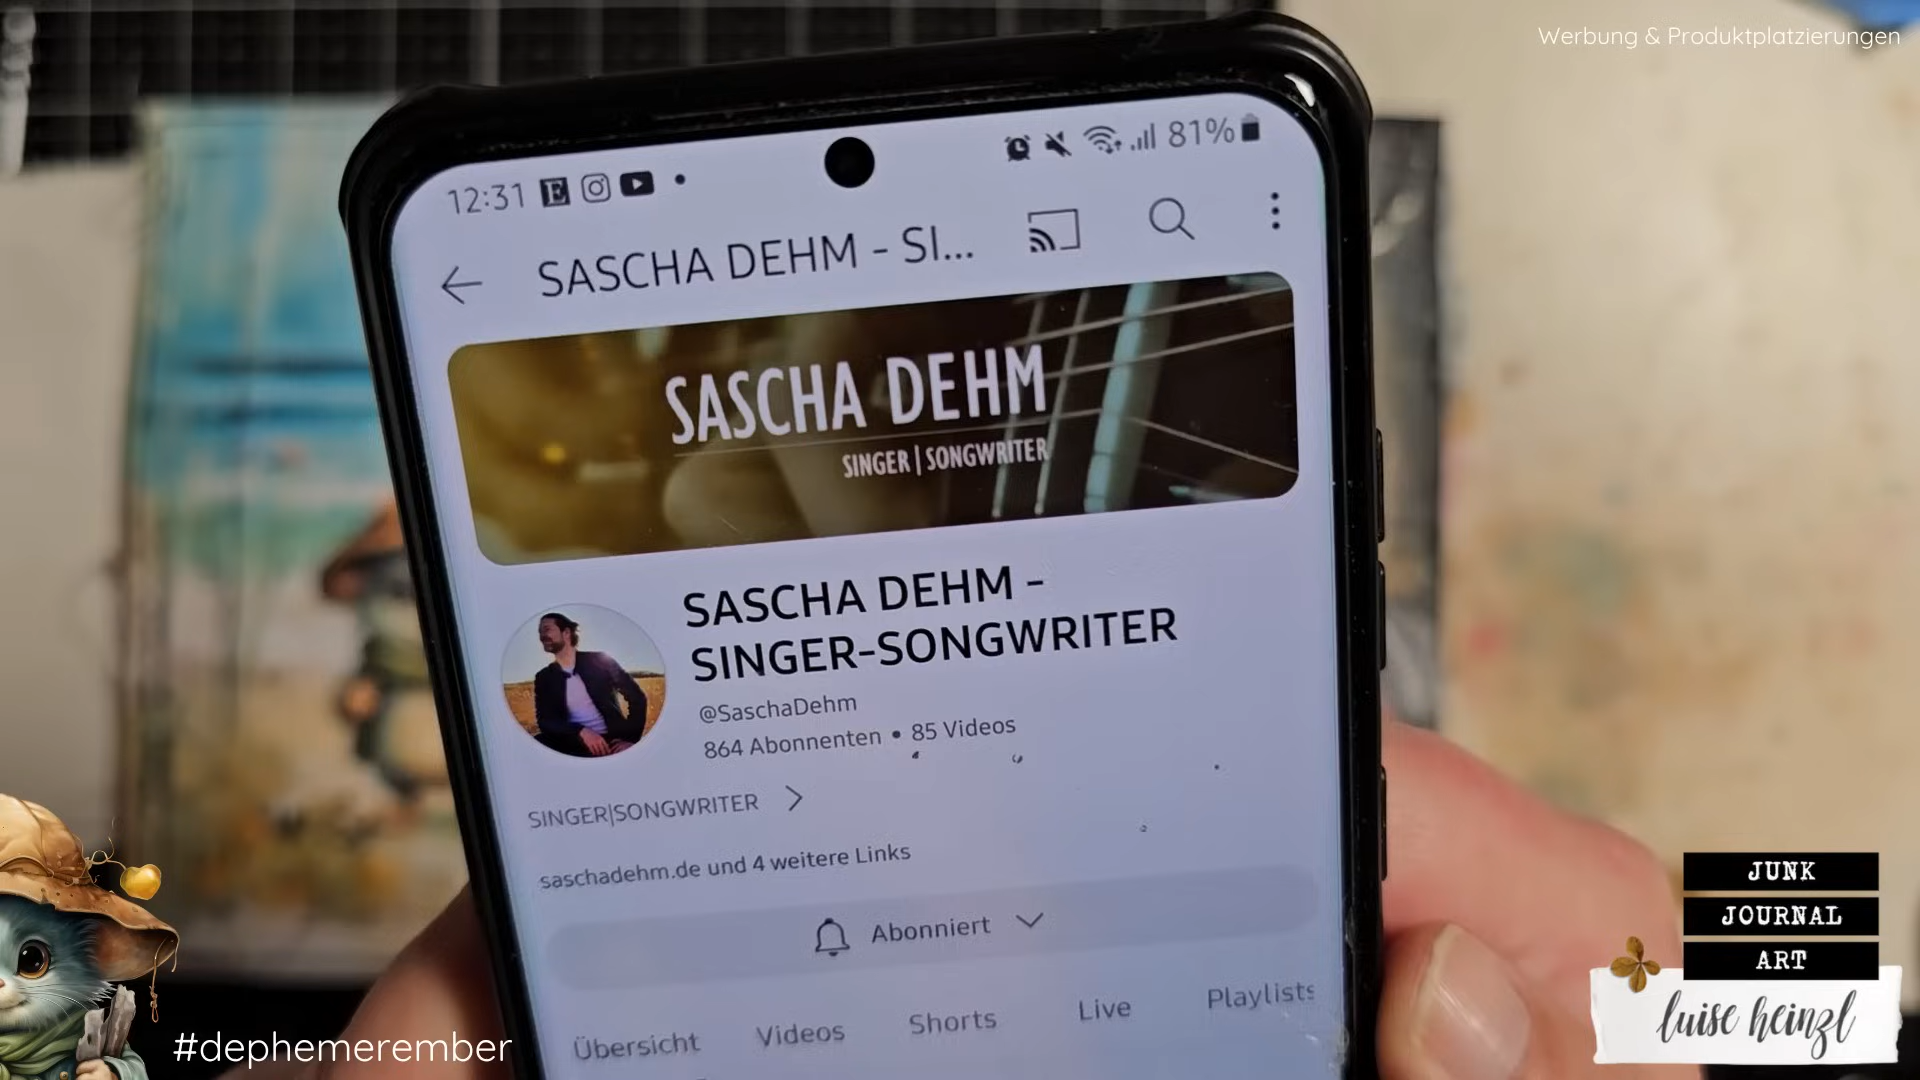 Werbung & Produktplatzierungen
12:31
81%
SASCHA DEHM - SI...
SASCHA DEHM
SINGER | SONGWRITER
SASCHA DEHM -
SINGER-SONGWRITER
@SaschaDehm
864 Abonnenten • 85 Videos
SINGER|SONGWRITER
saschadehm.de und 4 weitere Links
Abonniert
Übersicht Videos Shorts Live Playlists
#dephemerember
JUNK
JOURNAL
ART
luise heinzl